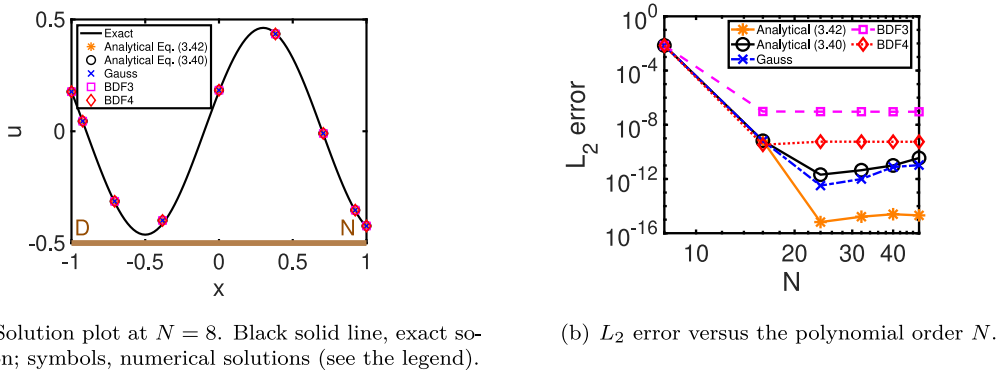 0.5
0
-0.5
u
Exact
Analytical Eq. (3.42)
Analytical Eq. (3.40)
Gauss
BDF3
BDF4
D
N
-1
-0.5
0
0.5
1
x
10^0
10^-4
10^-8
10^-12
10^-16
L_2 error
Analytical (3.42)
Analytical (3.40)
Gauss
BDF3
BDF4
10
20
30
40
N
Solution plot at N = 8. Black solid line, exact so-
on; symbols, numerical solutions (see the legend).
(b) L_2 error versus the polynomial order N.